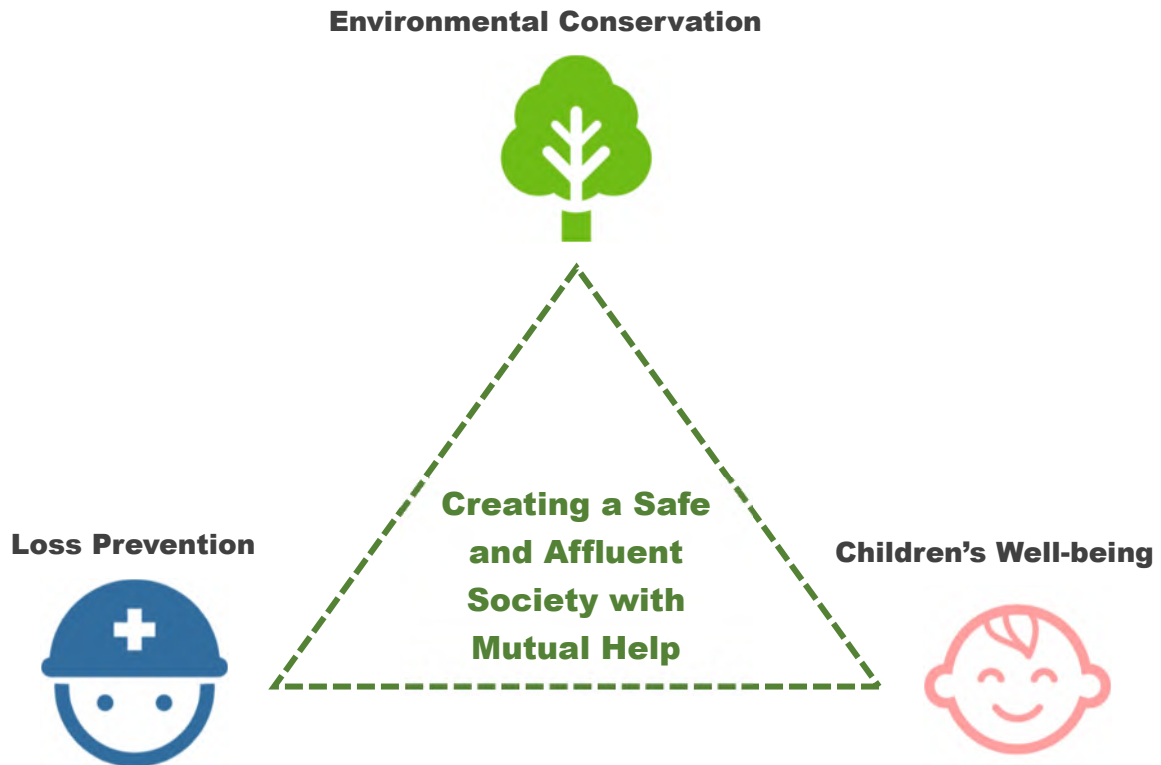 Environmental Conservation
Creating a Safe
and Affluent
Society with
Mutual Help
Loss Prevention
Children’s Well-being